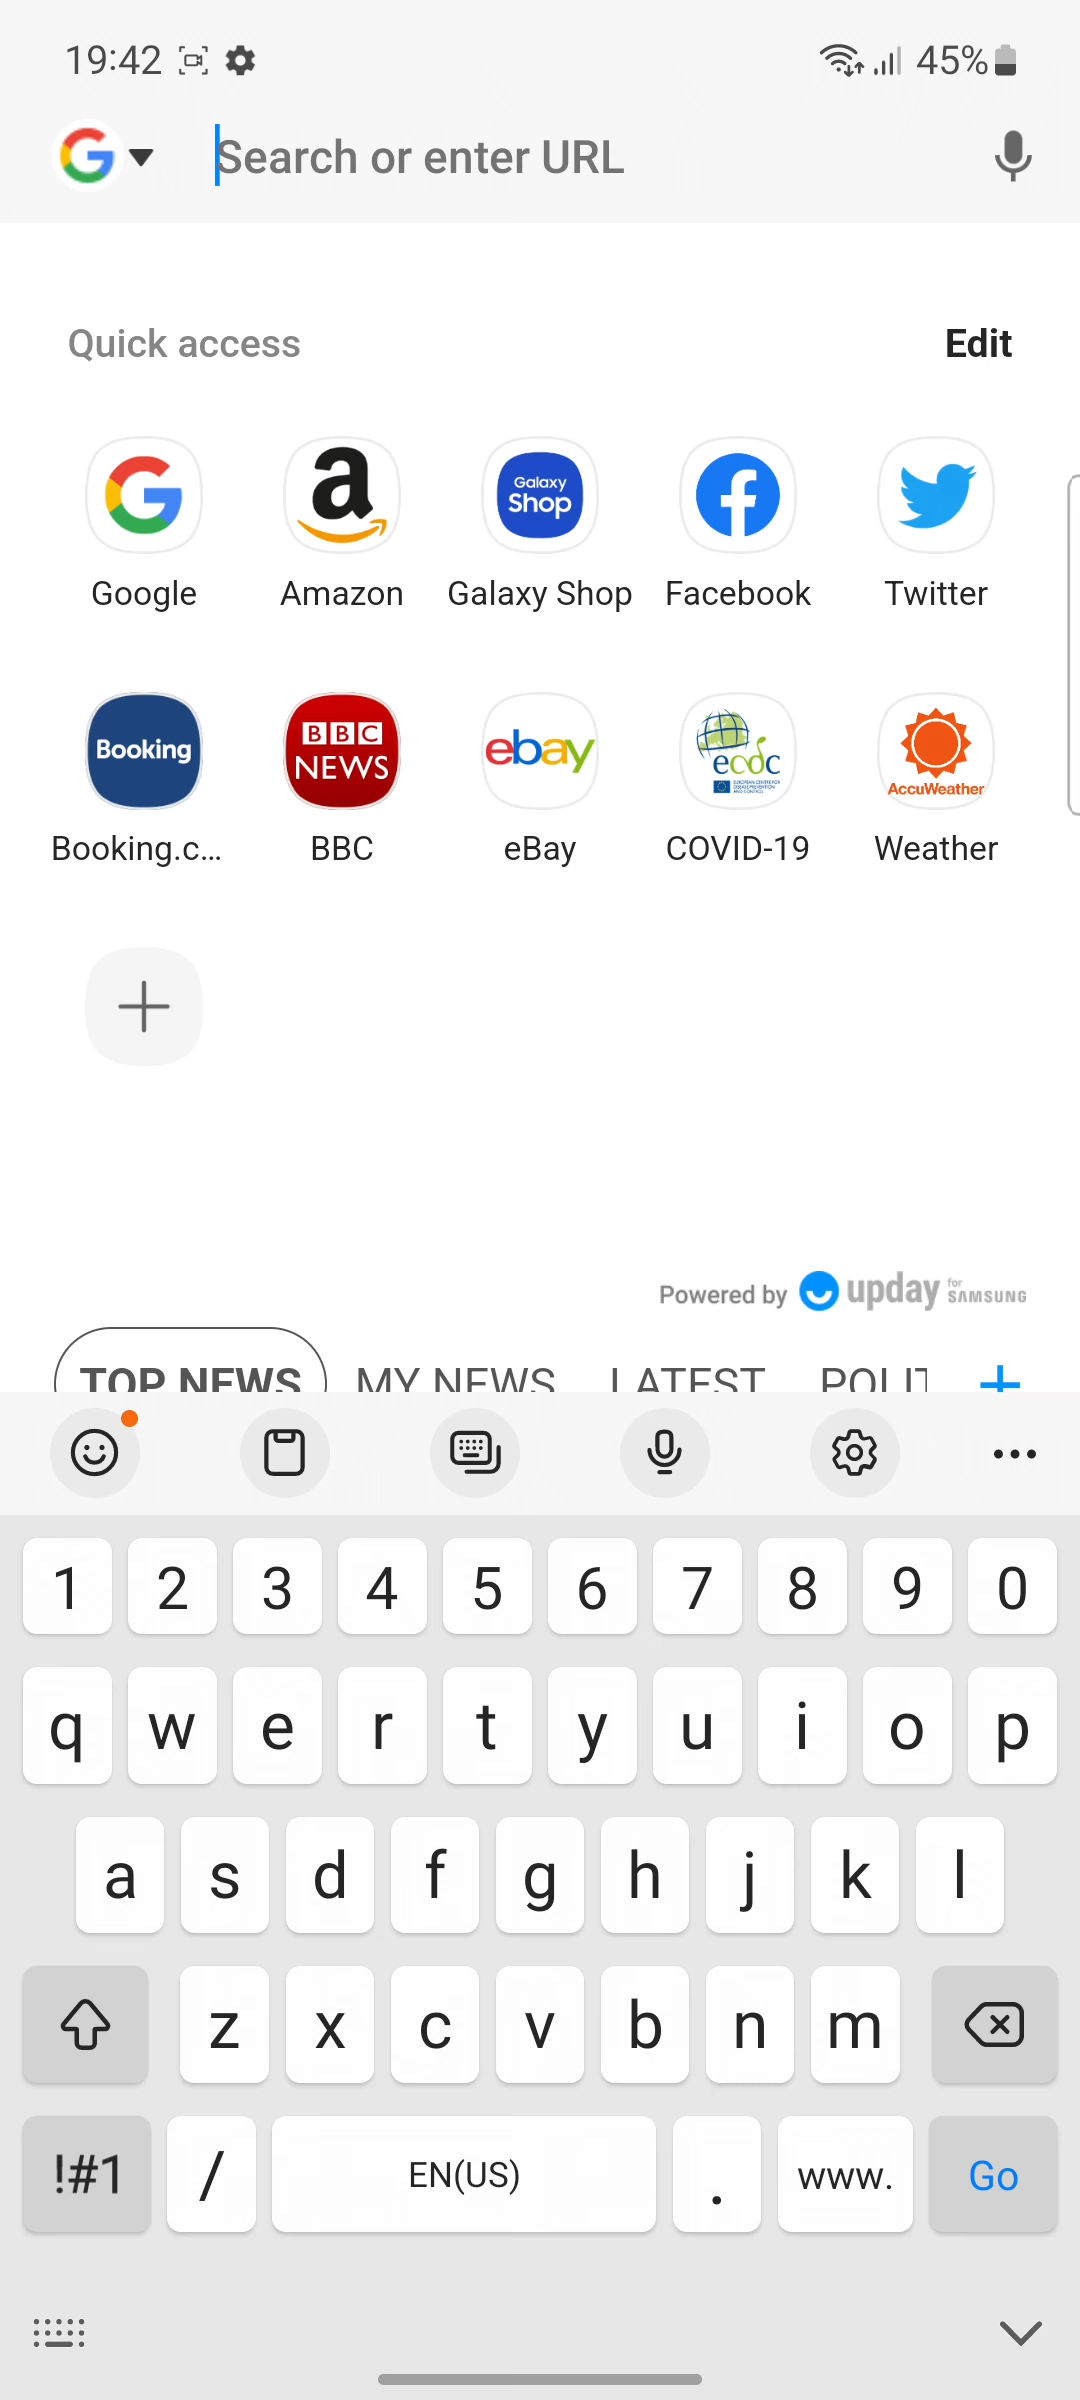 19:42 45%
Search or enter URL
Quick access Edit
Galaxy Shop
Google Amazon Galaxy Shop Facebook Twitter
Booking BBC NEWS ebay ecdc AccuWeather
Booking.c... BBC eBay COVID-19 Weather
Powered by upday for SAMSUNG
TOP NEWS MY NEWS LATEST POLIT
1 2 3 4 5 6 7 8 9 0
q w e r t y u i o p
a s d f g h j k l
z x c v b n m
!#1 / EN(US) . www. Go